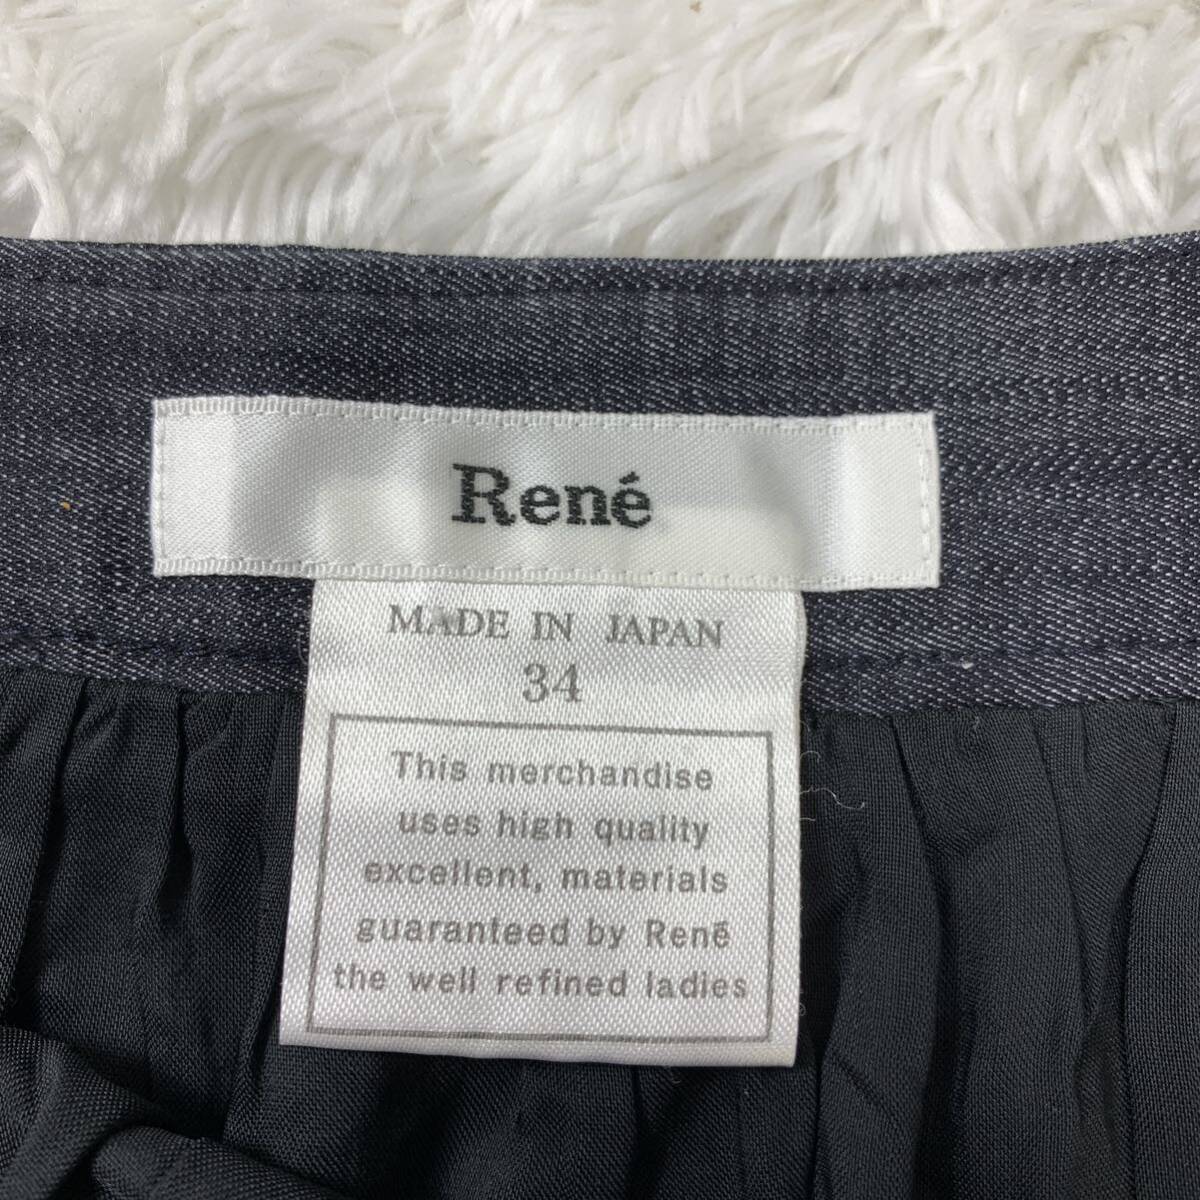 René
MADE IN JAPAN
34
This merchandise
uses high quality
excellent, materials
guaranteed by René
the well refined ladies